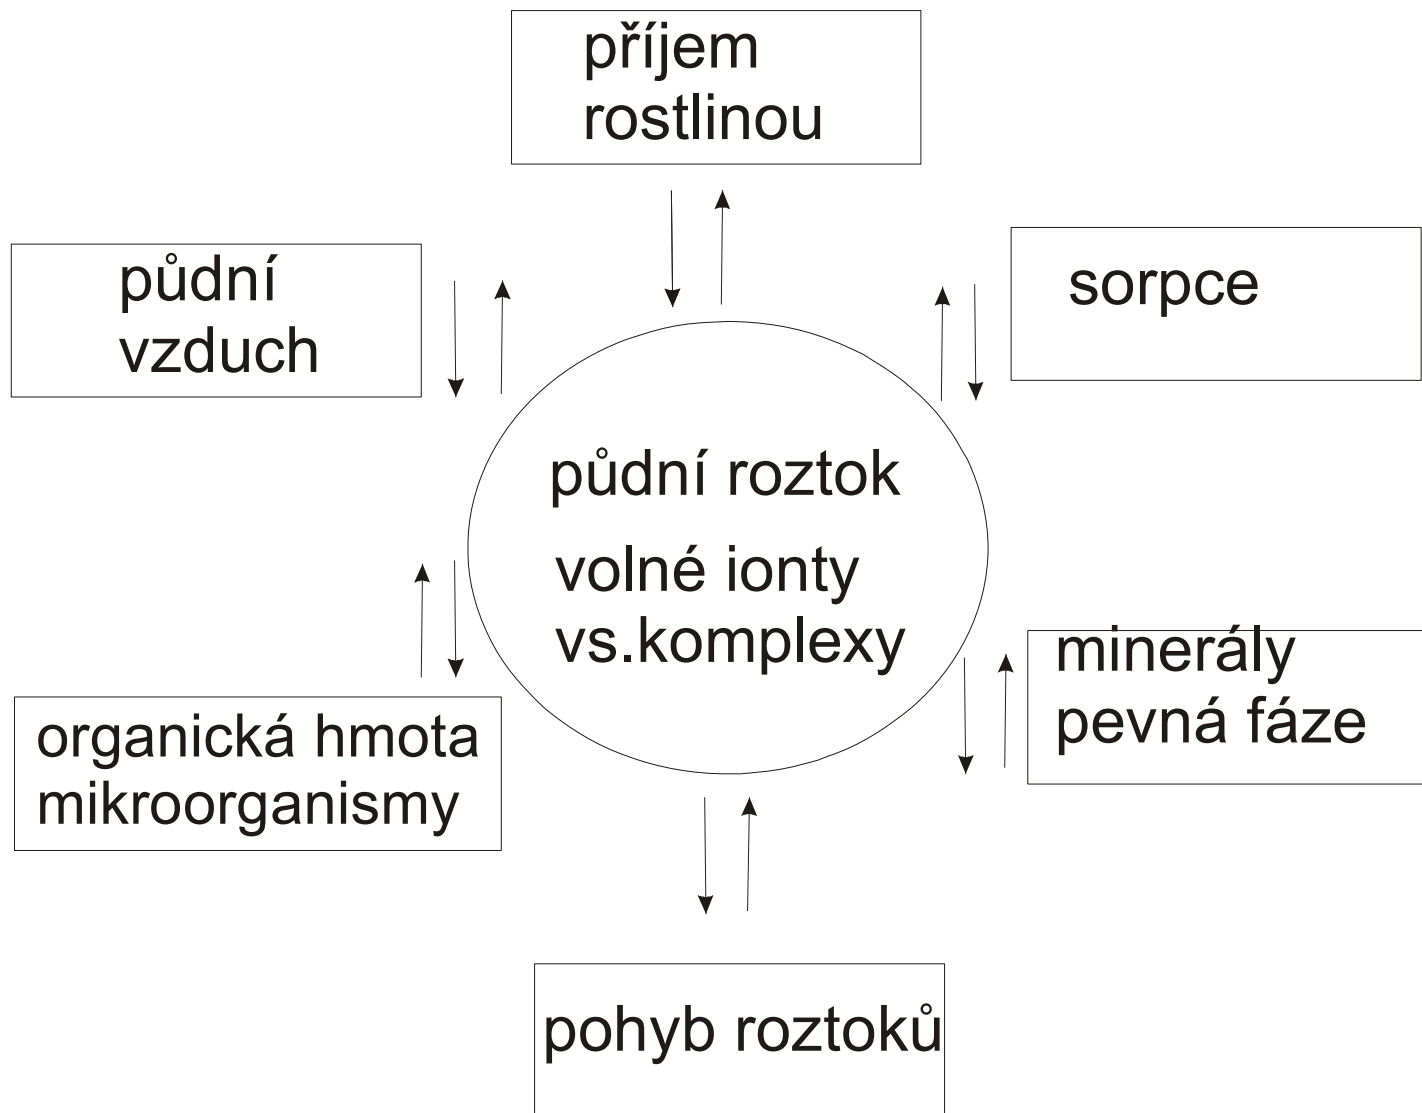 příjem
rostlinou
půdní
vzduch
sorpce
půdní roztok
volné ionty
vs.komplexy
minerály
pevná fáze
organická hmota
mikroorganismy
pohyb roztoků